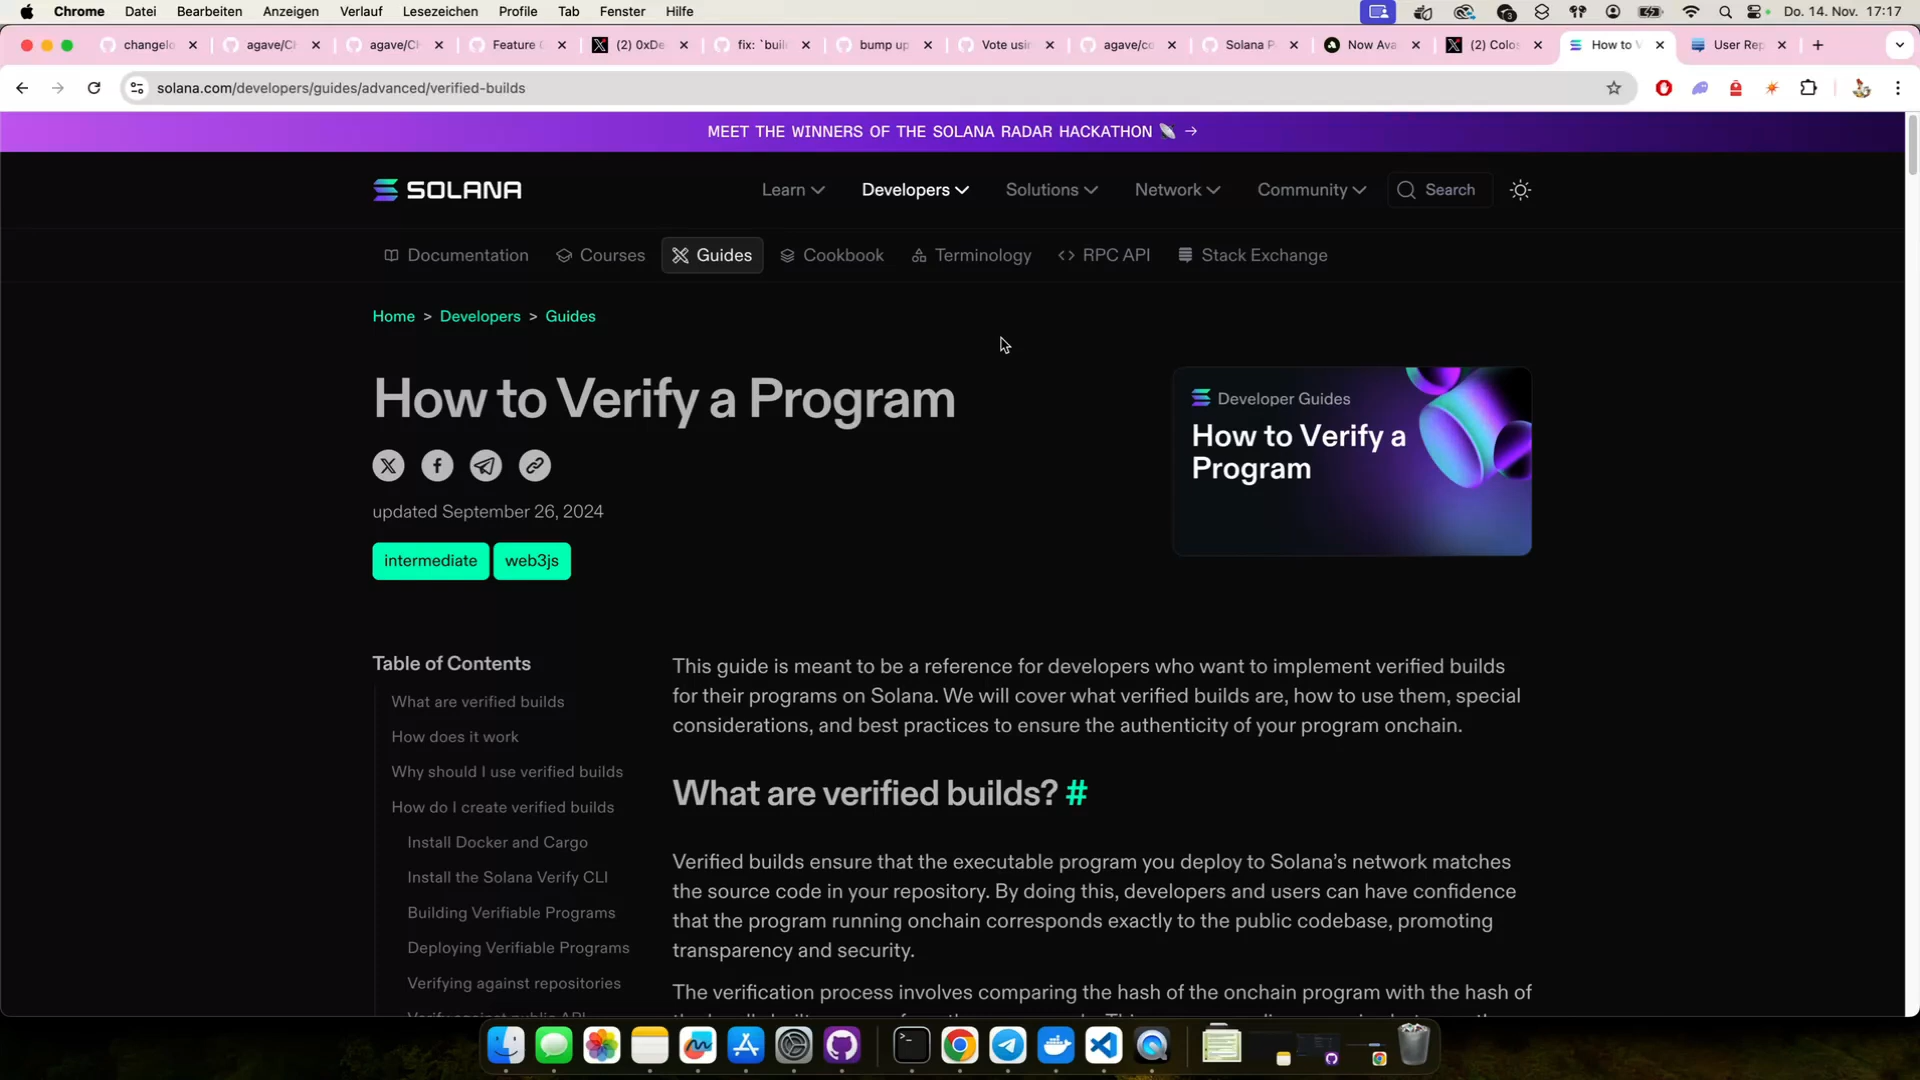 Chrome Datei Bearbeiten Anzeigen Verlauf Lesezeichen Profile Tab Fenster Hilfe
3
Do. 14. Nov. 17:17
changelo
agave/Cl
agave/Cl
Feature (
(2) 0xDe
fix: `buil
bump up
Vote usin
agave/co
Solana P
Now Ava
(2) Colos
How to V
User Rep
solana.com/developers/guides/advanced/verified-builds
MEET THE WINNERS OF THE SOLANA RADAR HACKATHON →
SOLANA
Learn Developers Solutions Network Community Search
Documentation Courses Guides Cookbook Terminology RPC API Stack Exchange
Home > Developers > Guides
How to Verify a Program
updated September 26, 2024
intermediate web3js
Developer Guides
How to Verify a
Program
Table of Contents
What are verified builds
How does it work
Why should I use verified builds
How do I create verified builds
Install Docker and Cargo
Install the Solana Verify CLI
Building Verifiable Programs
Deploying Verifiable Programs
Verifying against repositories
This guide is meant to be a reference for developers who want to implement verified builds
for their programs on Solana. We will cover what verified builds are, how to use them, special
considerations, and best practices to ensure the authenticity of your program onchain.
What are verified builds? #
Verified builds ensure that the executable program you deploy to Solana’s network matches
the source code in your repository. By doing this, developers and users can have confidence
that the program running onchain corresponds exactly to the public codebase, promoting
transparency and security.
The verification process involves comparing the hash of the onchain program with the hash of